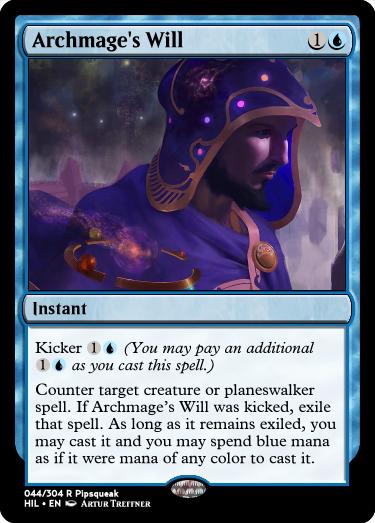 Archmage's Will 1
Instant
Kicker 1 (You may pay an additional
1 as you cast this spell.)
Counter target creature or planeswalker
spell. If Archmage's Will was kicked, exile
that spell. As long as it remains exiled, you
may cast it and you may spend blue mana
as if it were mana of any color to cast it.
044/304 R Pipsqueak
HIL • EN Artur Treffner